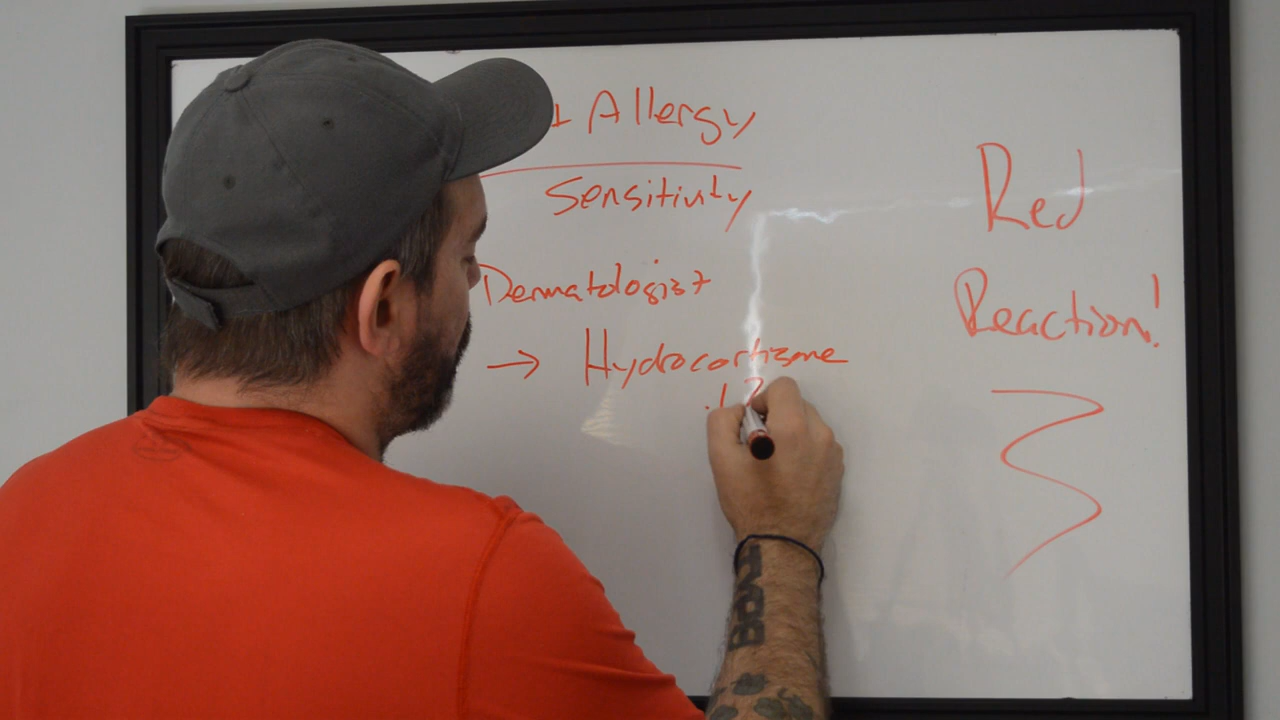 Allergy
Sensitivity
Dermatologist
→ Hydrocortisone
Red
Reaction!